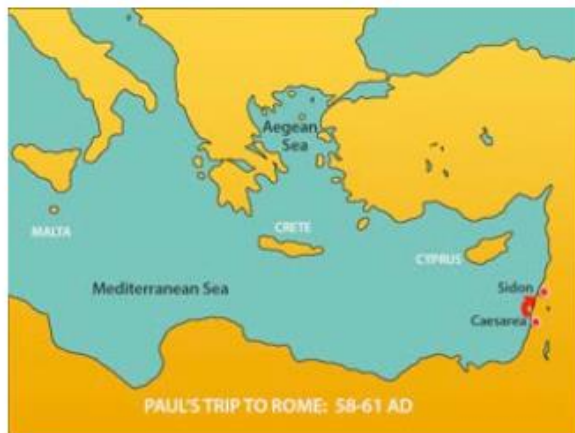 Aegean
Sea
MALTA
CRETE
CYPRUS
Mediterranean Sea
Sidon
Caesarea
PAUL'S TRIP TO ROME: 58-61 AD